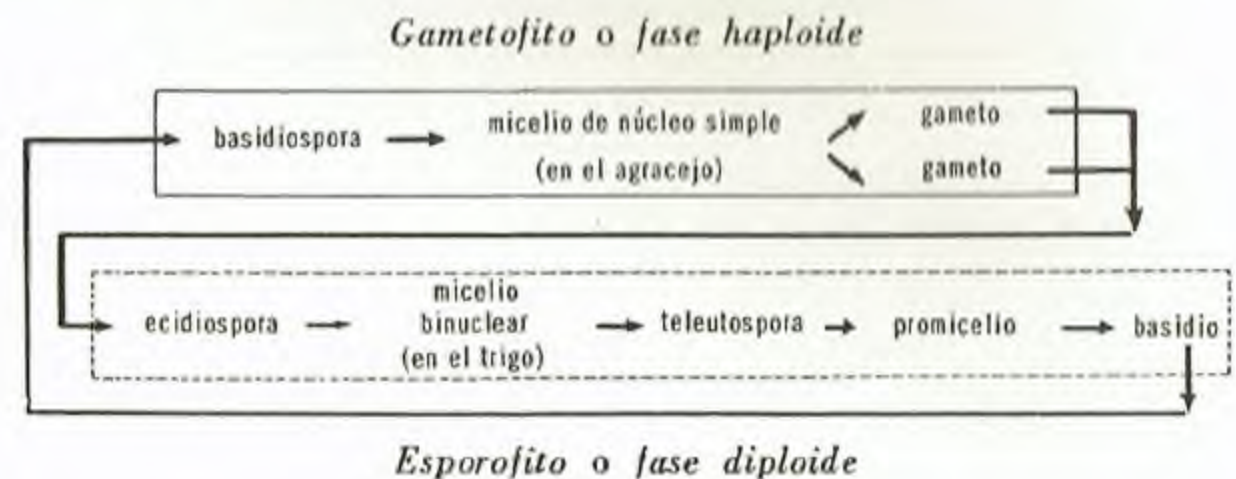 Gametofito o fase haploide
basidiospora
micelio de núcleo simple
(en el agracejo)
gameto
gameto
ecidiospora
micelio
binuclear
(en el trigo)
teleutospora
promicelio
basidio
Esporofito o fase diploide